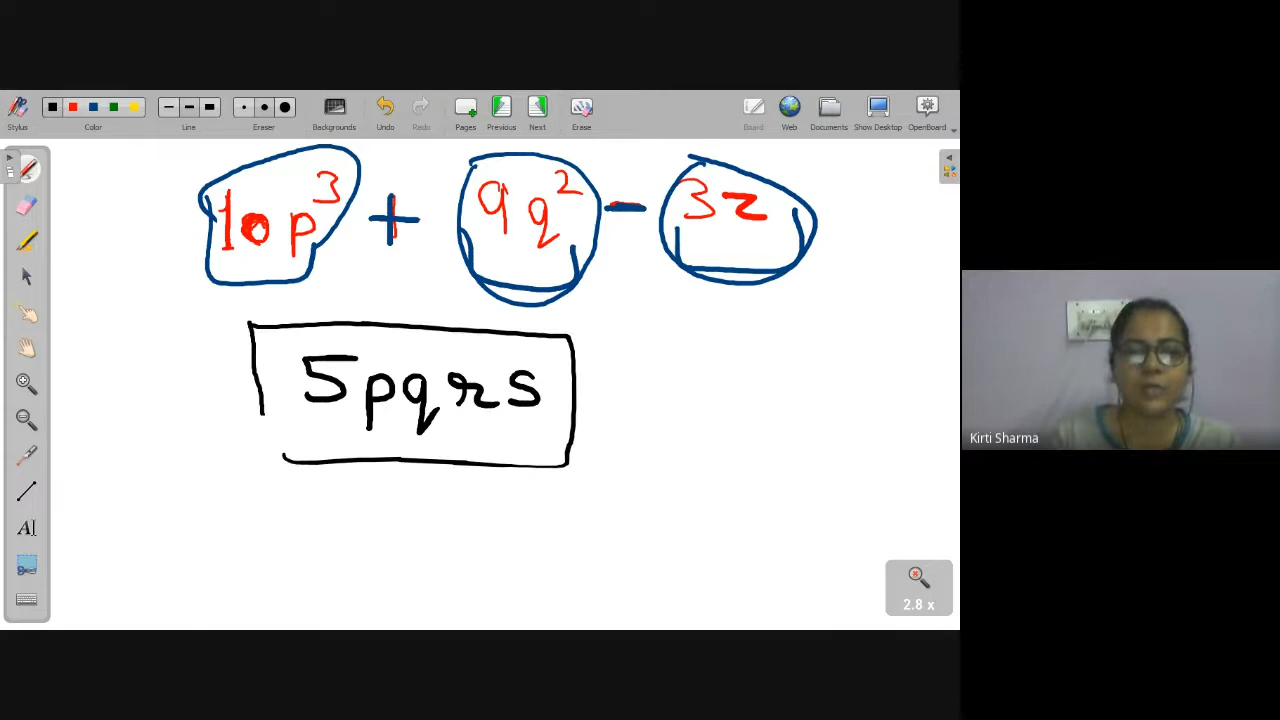 Stylus
Color
Line
Eraser
Backgrounds
Undo
Redo
Pages
Previous
Next
Erase
Board
Web
Documents
Show Desktop
OpenBoard
10p³ + 9q² - 3z
5pqrs
2.8 x
Kirti Sharma